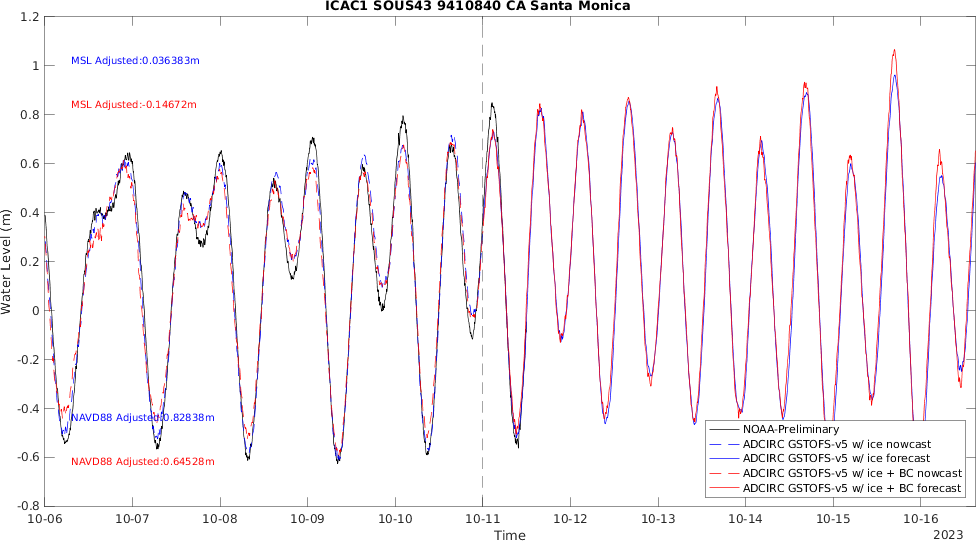 ICAC1 SOUS43 9410840 CA Santa Monica
1.2
1
0.8
0.6
0.4
0.2
0
-0.2
-0.4
-0.6
-0.8
Water Level (m)
MSL Adjusted:0.036383m
MSL Adjusted:-0.14672m
NAVD88 Adjusted:0.82838m
NAVD88 Adjusted:0.64528m
NOAA-Preliminary
ADCIRC GSTOFS-v5 w/ ice nowcast
ADCIRC GSTOFS-v5 w/ ice forecast
ADCIRC GSTOFS-v5 w/ ice + BC nowcast
ADCIRC GSTOFS-v5 w/ ice + BC forecast
10-06 10-07 10-08 10-09 10-10 10-11 10-12 10-13 10-14 10-15 10-16
Time
2023